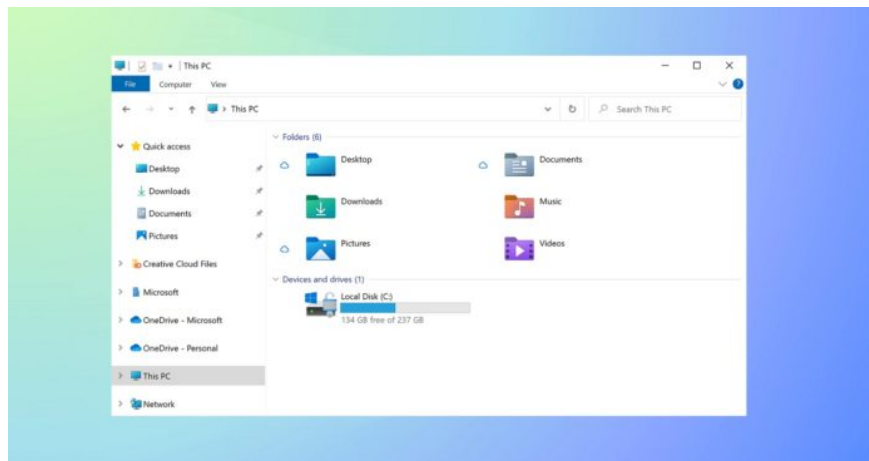 This PC
File Computer View
This PC
Search This PC
Quick access
Desktop
Downloads
Documents
Pictures
Creative Cloud Files
Microsoft
OneDrive - Microsoft
OneDrive - Personal
This PC
Network
Folders (6)
Desktop
Documents
Downloads
Music
Pictures
Videos
Devices and drives (1)
Local Disk (C:)
134 GB free of 237 GB